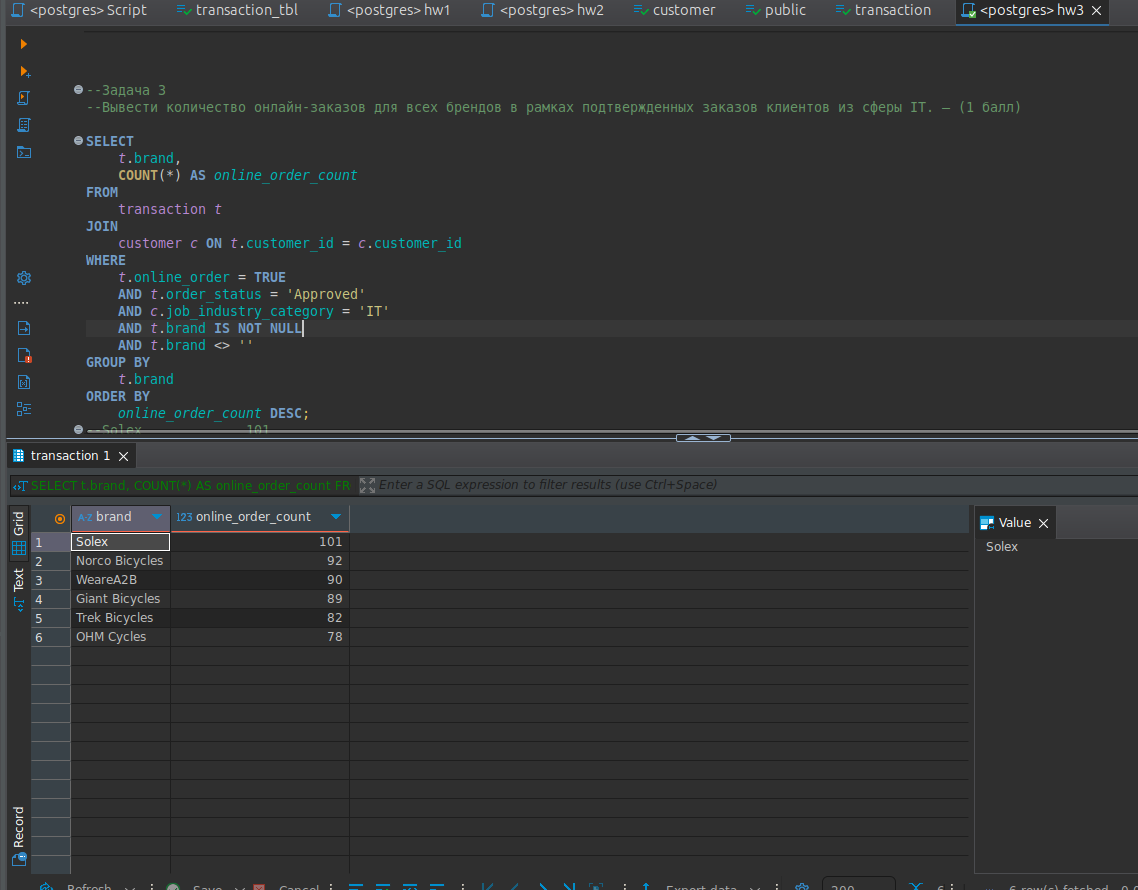 <postgres> Script transaction_tbl <postgres> hw1 <postgres> hw2 customer public transaction <postgres> hw3
--Задача 3
--Вывести количество онлайн-заказов для всех брендов в рамках подтвержденных заказов клиентов из сферы IT. — (1 балл)
SELECT
t.brand,
COUNT(*) AS online_order_count
FROM
transaction t
JOIN
customer c ON t.customer_id = c.customer_id
WHERE
t.online_order = TRUE
AND t.order_status = 'Approved'
AND c.job_industry_category = 'IT'
AND t.brand IS NOT NULL
AND t.brand <> ''
GROUP BY
t.brand
ORDER BY
online_order_count DESC;
--Solex 101
transaction 1
SELECT t.brand, COUNT(*) AS online_order_count FR Enter a SQL expression to filter results (use Ctrl+Space)
Grid
Text
Record
A-Z brand 123 online_order_count
1 Solex 101
2 Norco Bicycles 92
3 WeareA2B 90
4 Giant Bicycles 89
5 Trek Bicycles 82
6 OHM Cycles 78
Value
Solex
Refresh Save Cancel Export data 200 6 6 row(s) fetched